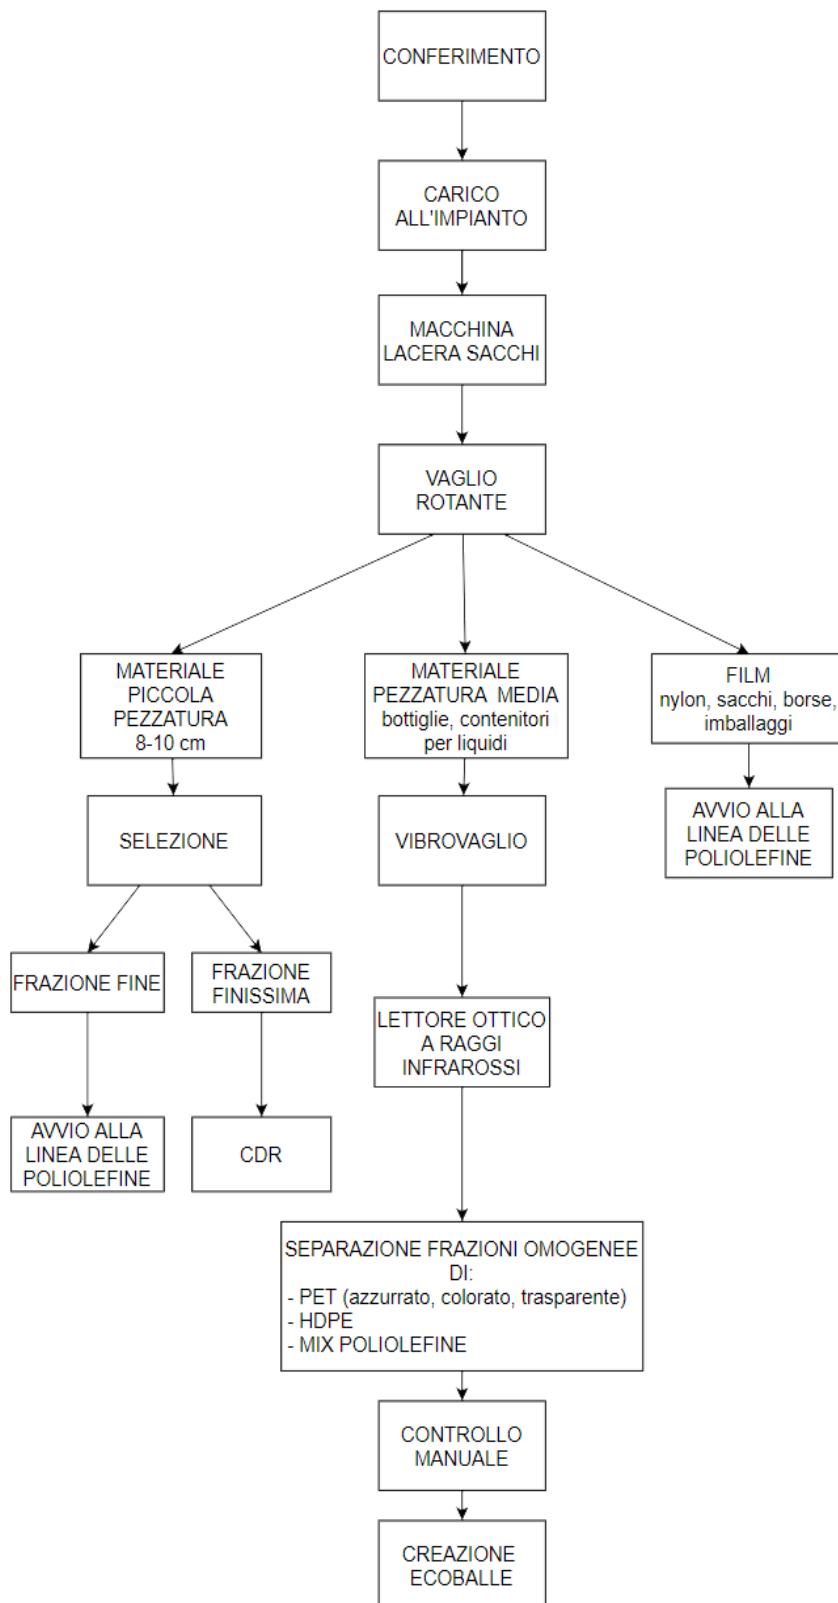 CONFERIMENTO
CARICO
ALL'IMPIANTO
MACCHINA
LACERA SACCHI
VAGLIO
ROTANTE
MATERIALE
PICCOLA
PEZZATURA
8-10 cm
MATERIALE
PEZZATURA MEDIA
bottiglie, contenitori
per liquidi
FILM
nylon, sacchi, borse,
imballaggi
SELEZIONE
VIBROVAGLIO
AVVIO ALLA
LINEA DELLE
POLIOLEFINE
FRAZIONE FINE
FRAZIONE
FINISSIMA
LETTORE OTTICO
A RAGGI
INFRAROSSI
AVVIO ALLA
LINEA DELLE
POLIOLEFINE
CDR
SEPARAZIONE FRAZIONI OMOGENEE
DI:
- PET (azzurrato, colorato, trasparente)
- HDPE
- MIX POLIOLEFINE
CONTROLLO
MANUALE
CREAZIONE
ECOBALLE